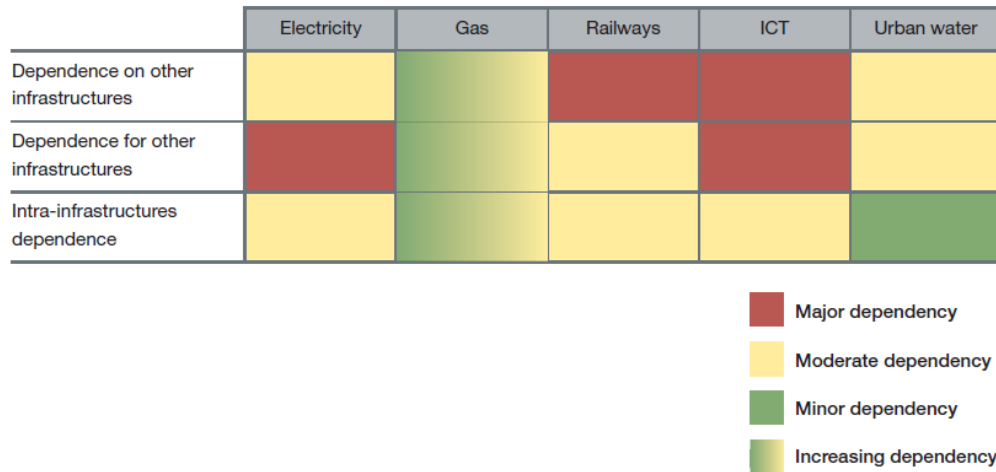 Electricity Gas Railways ICT Urban water
Dependence on other
infrastructures
Dependence for other
infrastructures
Intra-infrastructures
dependence
Major dependency
Moderate dependency
Minor dependency
Increasing dependency